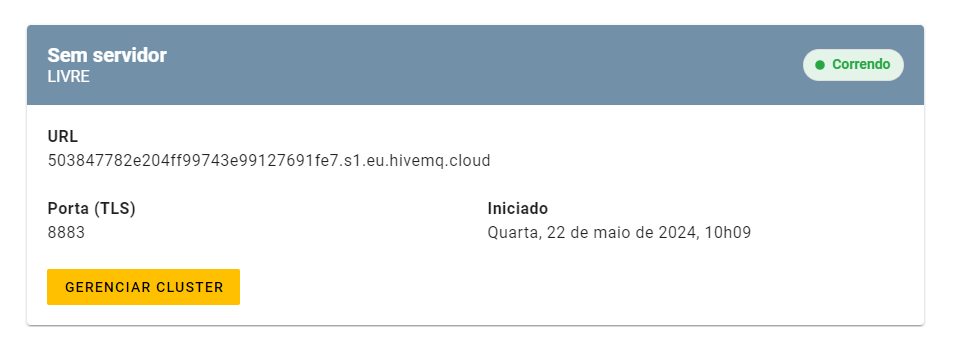 Sem servidor
LIVRE
Correndo
URL
503847782e204ff99743e99127691fe7.s1.eu.hivemq.cloud
Porta (TLS)
8883
Iniciado
Quarta, 22 de maio de 2024, 10h09
GERENCIAR CLUSTER